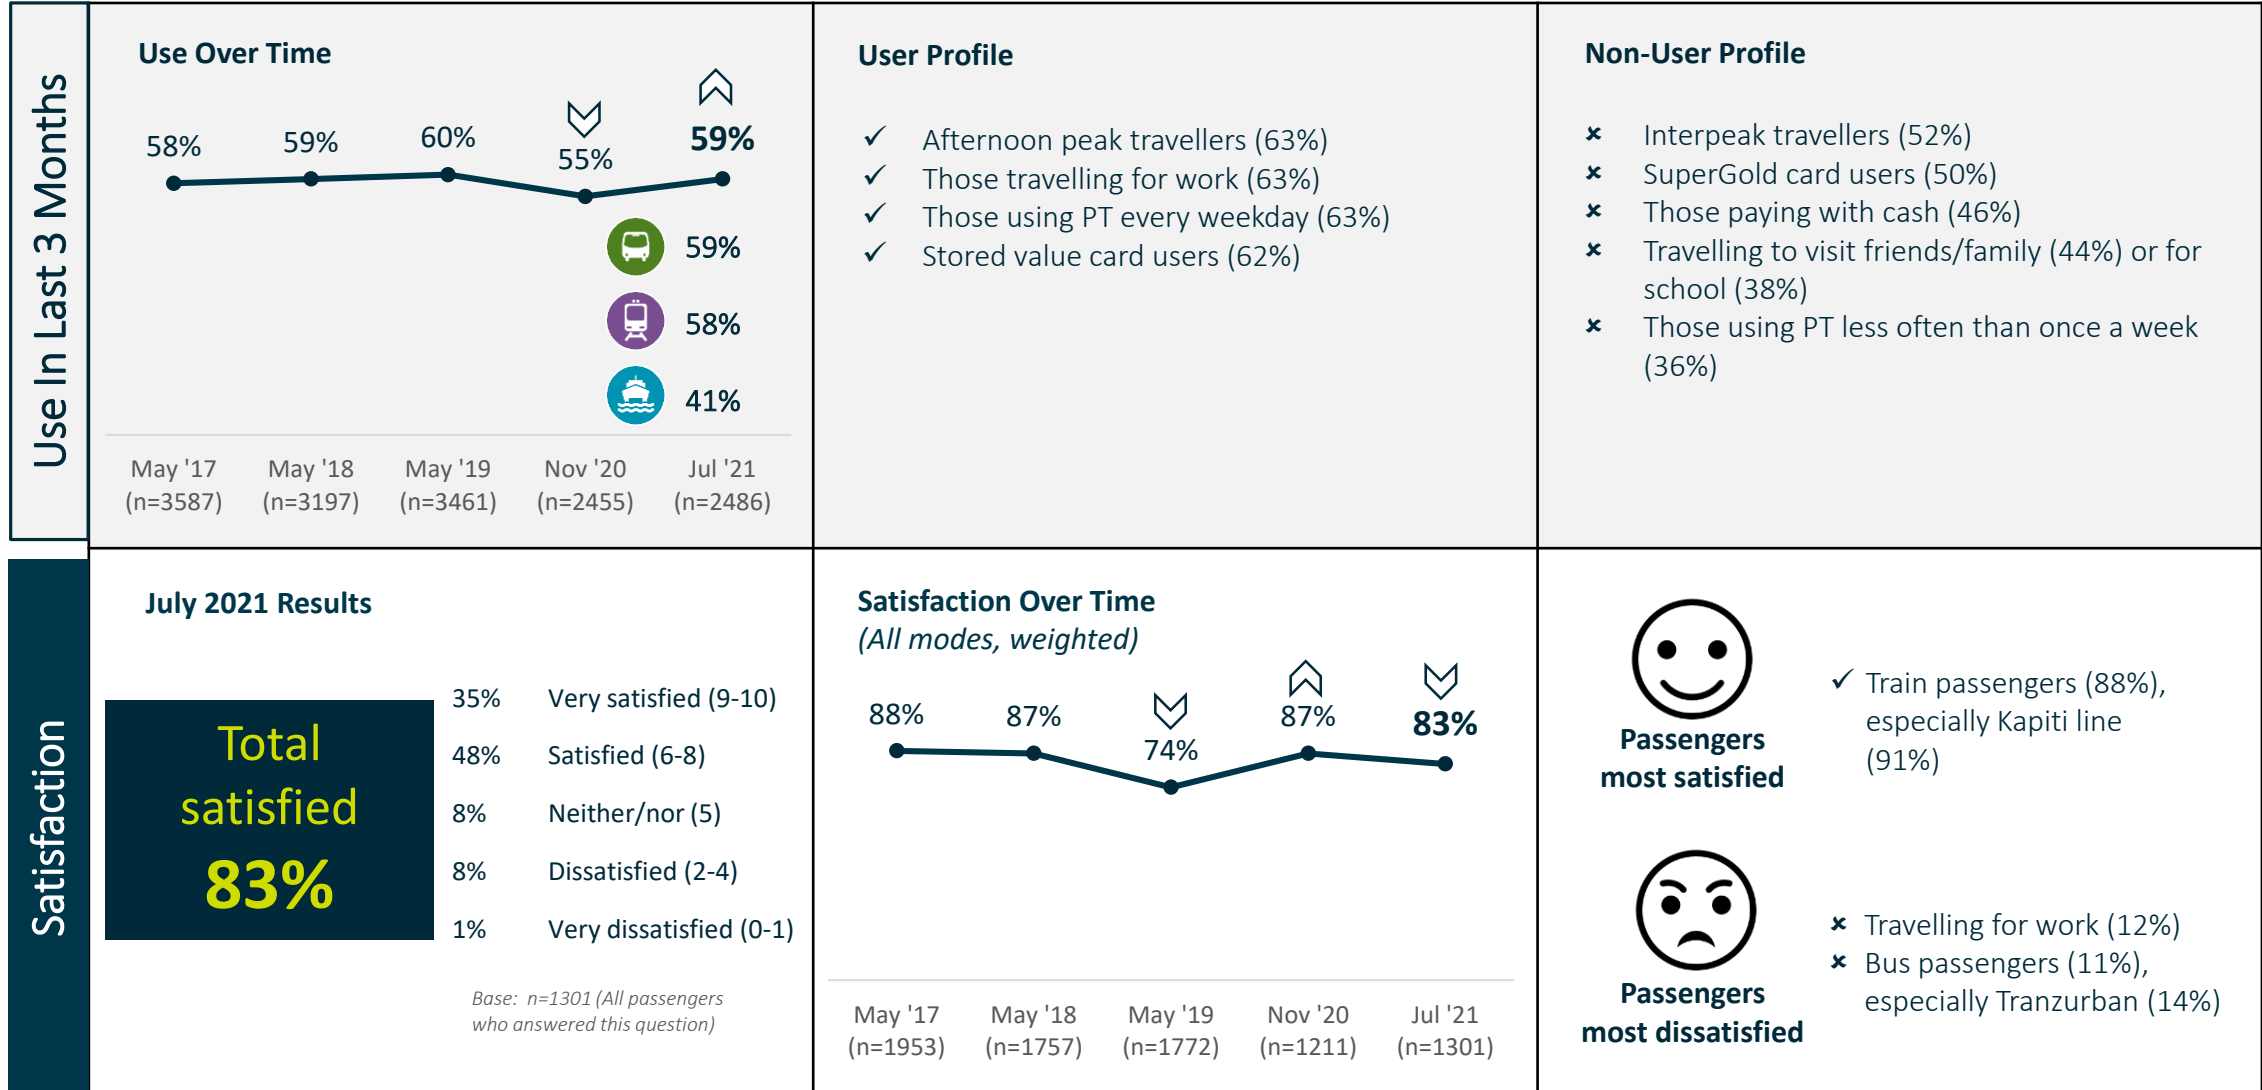 Use In Last 3 Months
Use Over Time
58%
59%
60%
55%
59%
59%
58%
41%
May '17
(n=3587)
May '18
(n=3197)
May '19
(n=3461)
Nov '20
(n=2455)
Jul '21
(n=2486)
User Profile
✓ Afternoon peak travellers (63%)
✓ Those travelling for work (63%)
✓ Those using PT every weekday (63%)
✓ Stored value card users (62%)
Non-User Profile
× Interpeak travellers (52%)
× SuperGold card users (50%)
× Those paying with cash (46%)
× Travelling to visit friends/family (44%) or for
school (38%)
× Those using PT less often than once a week
(36%)
Satisfaction
July 2021 Results
Total
satisfied
83%
35% Very satisfied (9-10)
48% Satisfied (6-8)
8% Neither/nor (5)
8% Dissatisfied (2-4)
1% Very dissatisfied (0-1)
Base: n=1301 (All passengers
who answered this question)
Satisfaction Over Time
(All modes, weighted)
88%
87%
74%
87%
83%
May '17
(n=1953)
May '18
(n=1757)
May '19
(n=1772)
Nov '20
(n=1211)
Jul '21
(n=1301)
Passengers
most satisfied
✓ Train passengers (88%),
especially Kapiti line
(91%)
Passengers
most dissatisfied
× Travelling for work (12%)
× Bus passengers (11%),
especially Tranzurban (14%)